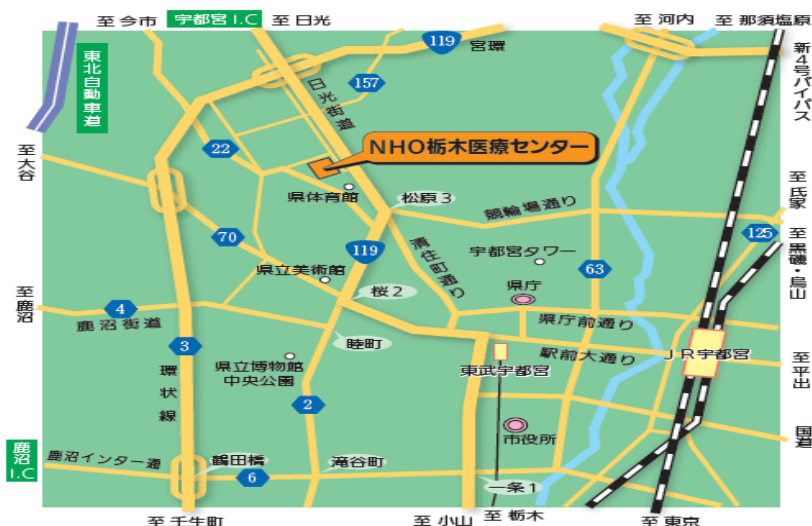 至 今市
宇都宮 I.C
至 日光
119
宮環
至 河内
至 那須塩原
東北自動車道
新4号バイパス
157
日光街道
至 大谷
22
NHO栃木医療センター
県体育館
松原3
競輪場通り
至 氏家
70
119
清住町通り
宇都宮タワー
125
至 黒磯・烏山
県立美術館
63
県庁
至 鹿沼
4
鹿沼街道
桜2
県庁前通り
睦町
3
環状線
県立博物館
中央公園
東武宇都宮
駅前大通り
JR宇都宮
至 平出
2
市役所
国道
鹿沼 I.C
鹿沼インター通
鶴田橋
6
滝谷町
一条1
至 壬生町
至 小山
至 栃木
至 東京